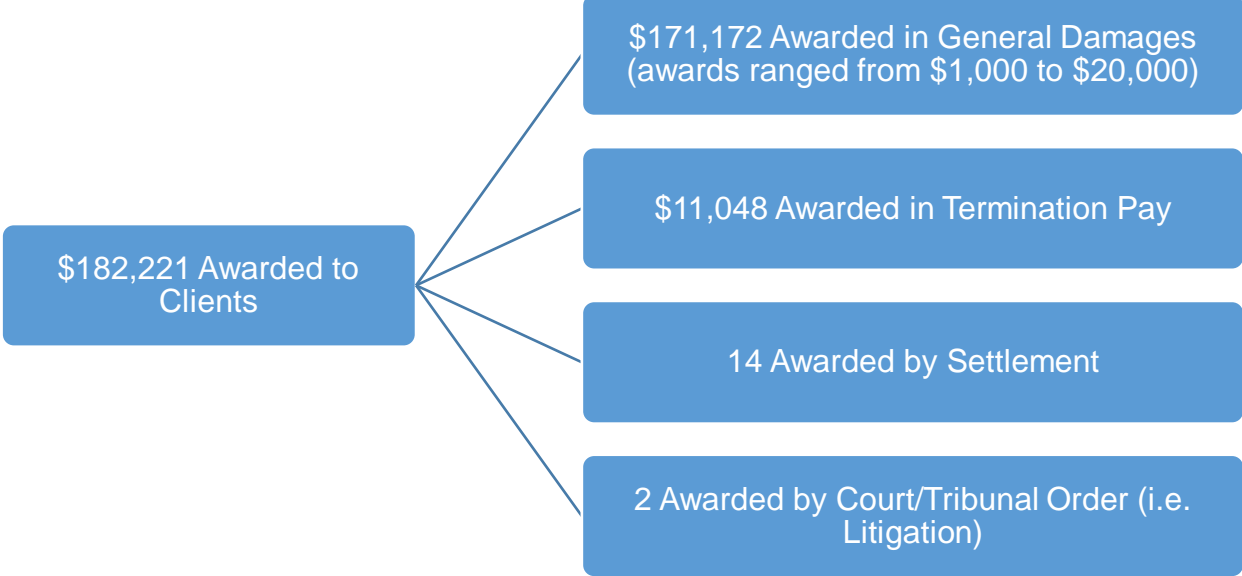 $171,172 Awarded in General Damages
(awards ranged from $1,000 to $20,000)
$11,048 Awarded in Termination Pay
$182,221 Awarded to
Clients
14 Awarded by Settlement
2 Awarded by Court/Tribunal Order (i.e.
Litigation)